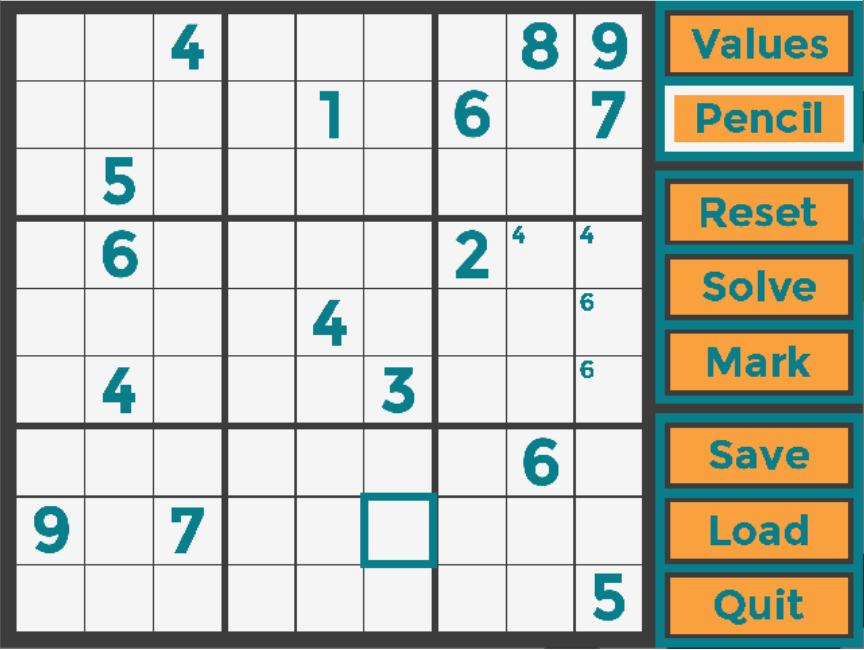 4 8 9 Values
1 6 7 Pencil
5
Reset
6 2 4 4
Solve
4 6
Mark
4 3 6
6 Save
9 7 Load
5 Quit